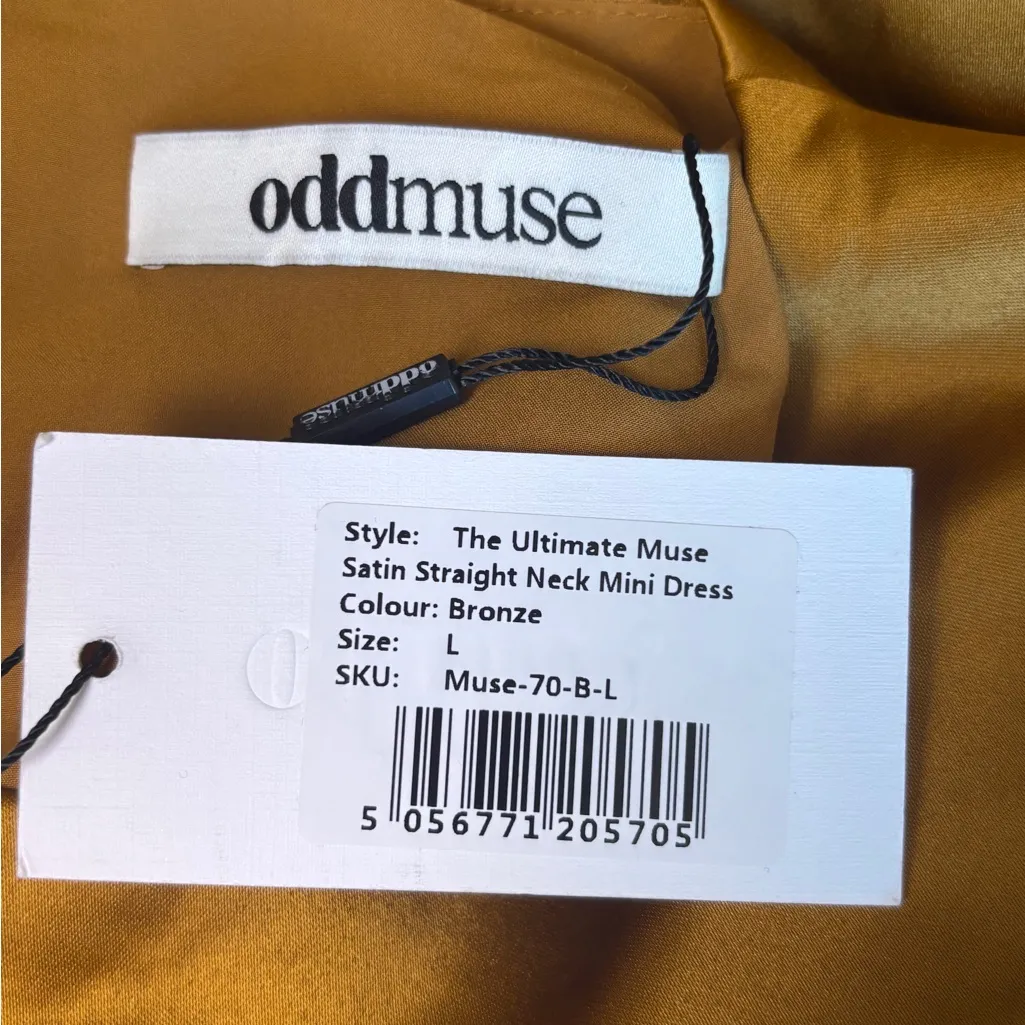 oddmuse
oddmuse
Style: The Ultimate Muse
Satin Straight Neck Mini Dress
Colour: Bronze
Size: L
SKU: Muse-70-B-L
5 056771 205705